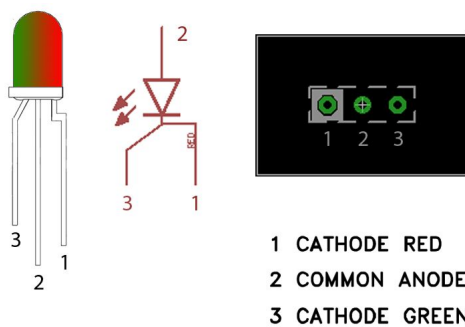 2
1 2 3
RED
3 1
3
2
1
1 CATHODE RED
2 COMMON ANODE
3 CATHODE GREEN